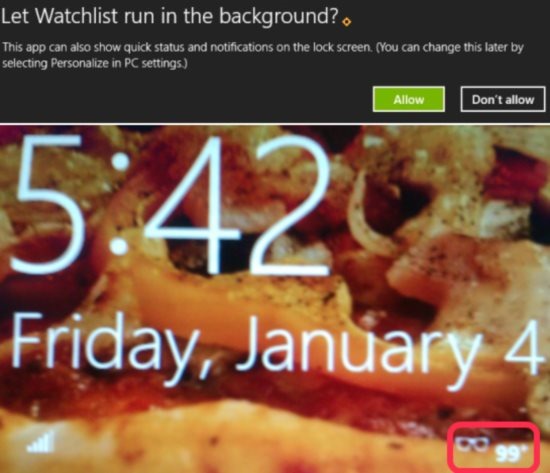 Let Watchlist run in the background?
This app can also show quick status and notifications on the lock screen. (You can change this later by
selecting Personalize in PC settings.)
Allow
Don't allow
5:42
Friday, January 4
99+